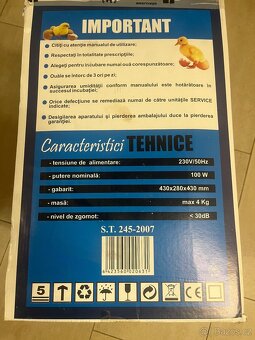 IMPORTANT
Citiți cu atenție manualul de utilizare;
Respectați în totalitate prescripțiile;
Alegeți pentru incubare numai ouă corespunzătoare;
Ouăle se întorc de 3 ori pe zi;
Asigurarea umidității conform manualului este hotărâtoare în
succesul incubației;
Orice defecțiune se remediază numai de către unitățile SERVICE
indicate;
Desigilarea aparatului și pierderea ambalajului duce la pierderea
garanției.
Caracteristici TEHNICE
- tensiune de alimentare: 230V/50Hz
- putere nominală: 100 W
- gabarit: 430x280x430 mm
- masă: max 4 Kg
- nivel de zgomot: < 30dB
S.T. 245-2007
5